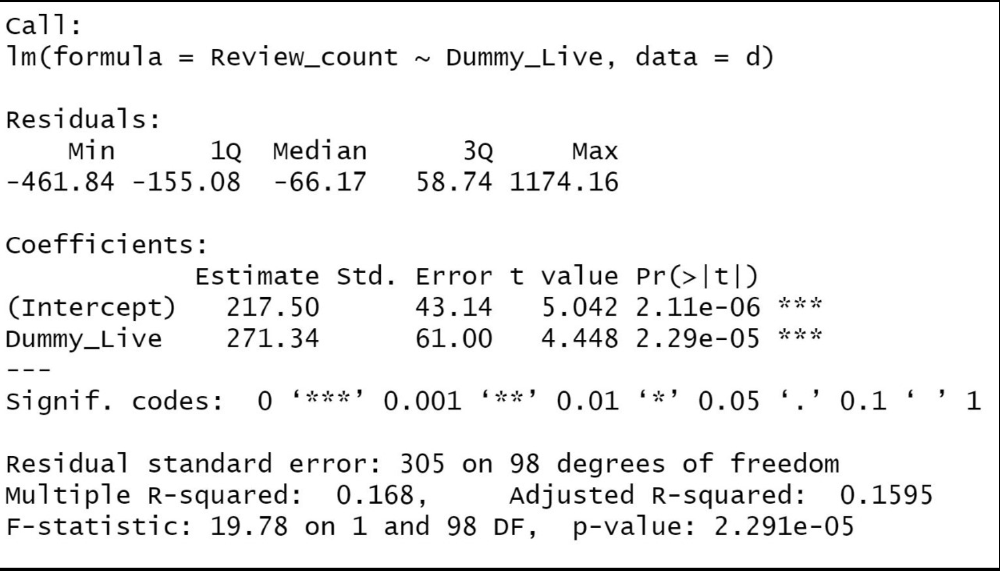 Call:
lm(formula = Review_count ~ Dummy_Live, data = d)
Residuals:
    Min      1Q  Median      3Q     Max
-461.84 -155.08  -66.17   58.74 1174.16
Coefficients:
            Estimate Std. Error t value Pr(>|t|)
(Intercept)   217.50      43.14   5.042 2.11e-06 ***
Dummy_Live    271.34      61.00   4.448 2.29e-05 ***
---
Signif. codes:  0 ‘***’ 0.001 ‘**’ 0.01 ‘*’ 0.05 ‘.’ 0.1 ‘ ’ 1
Residual standard error: 305 on 98 degrees of freedom
Multiple R-squared:  0.168,     Adjusted R-squared:  0.1595
F-statistic: 19.78 on 1 and 98 DF,  p-value: 2.291e-05